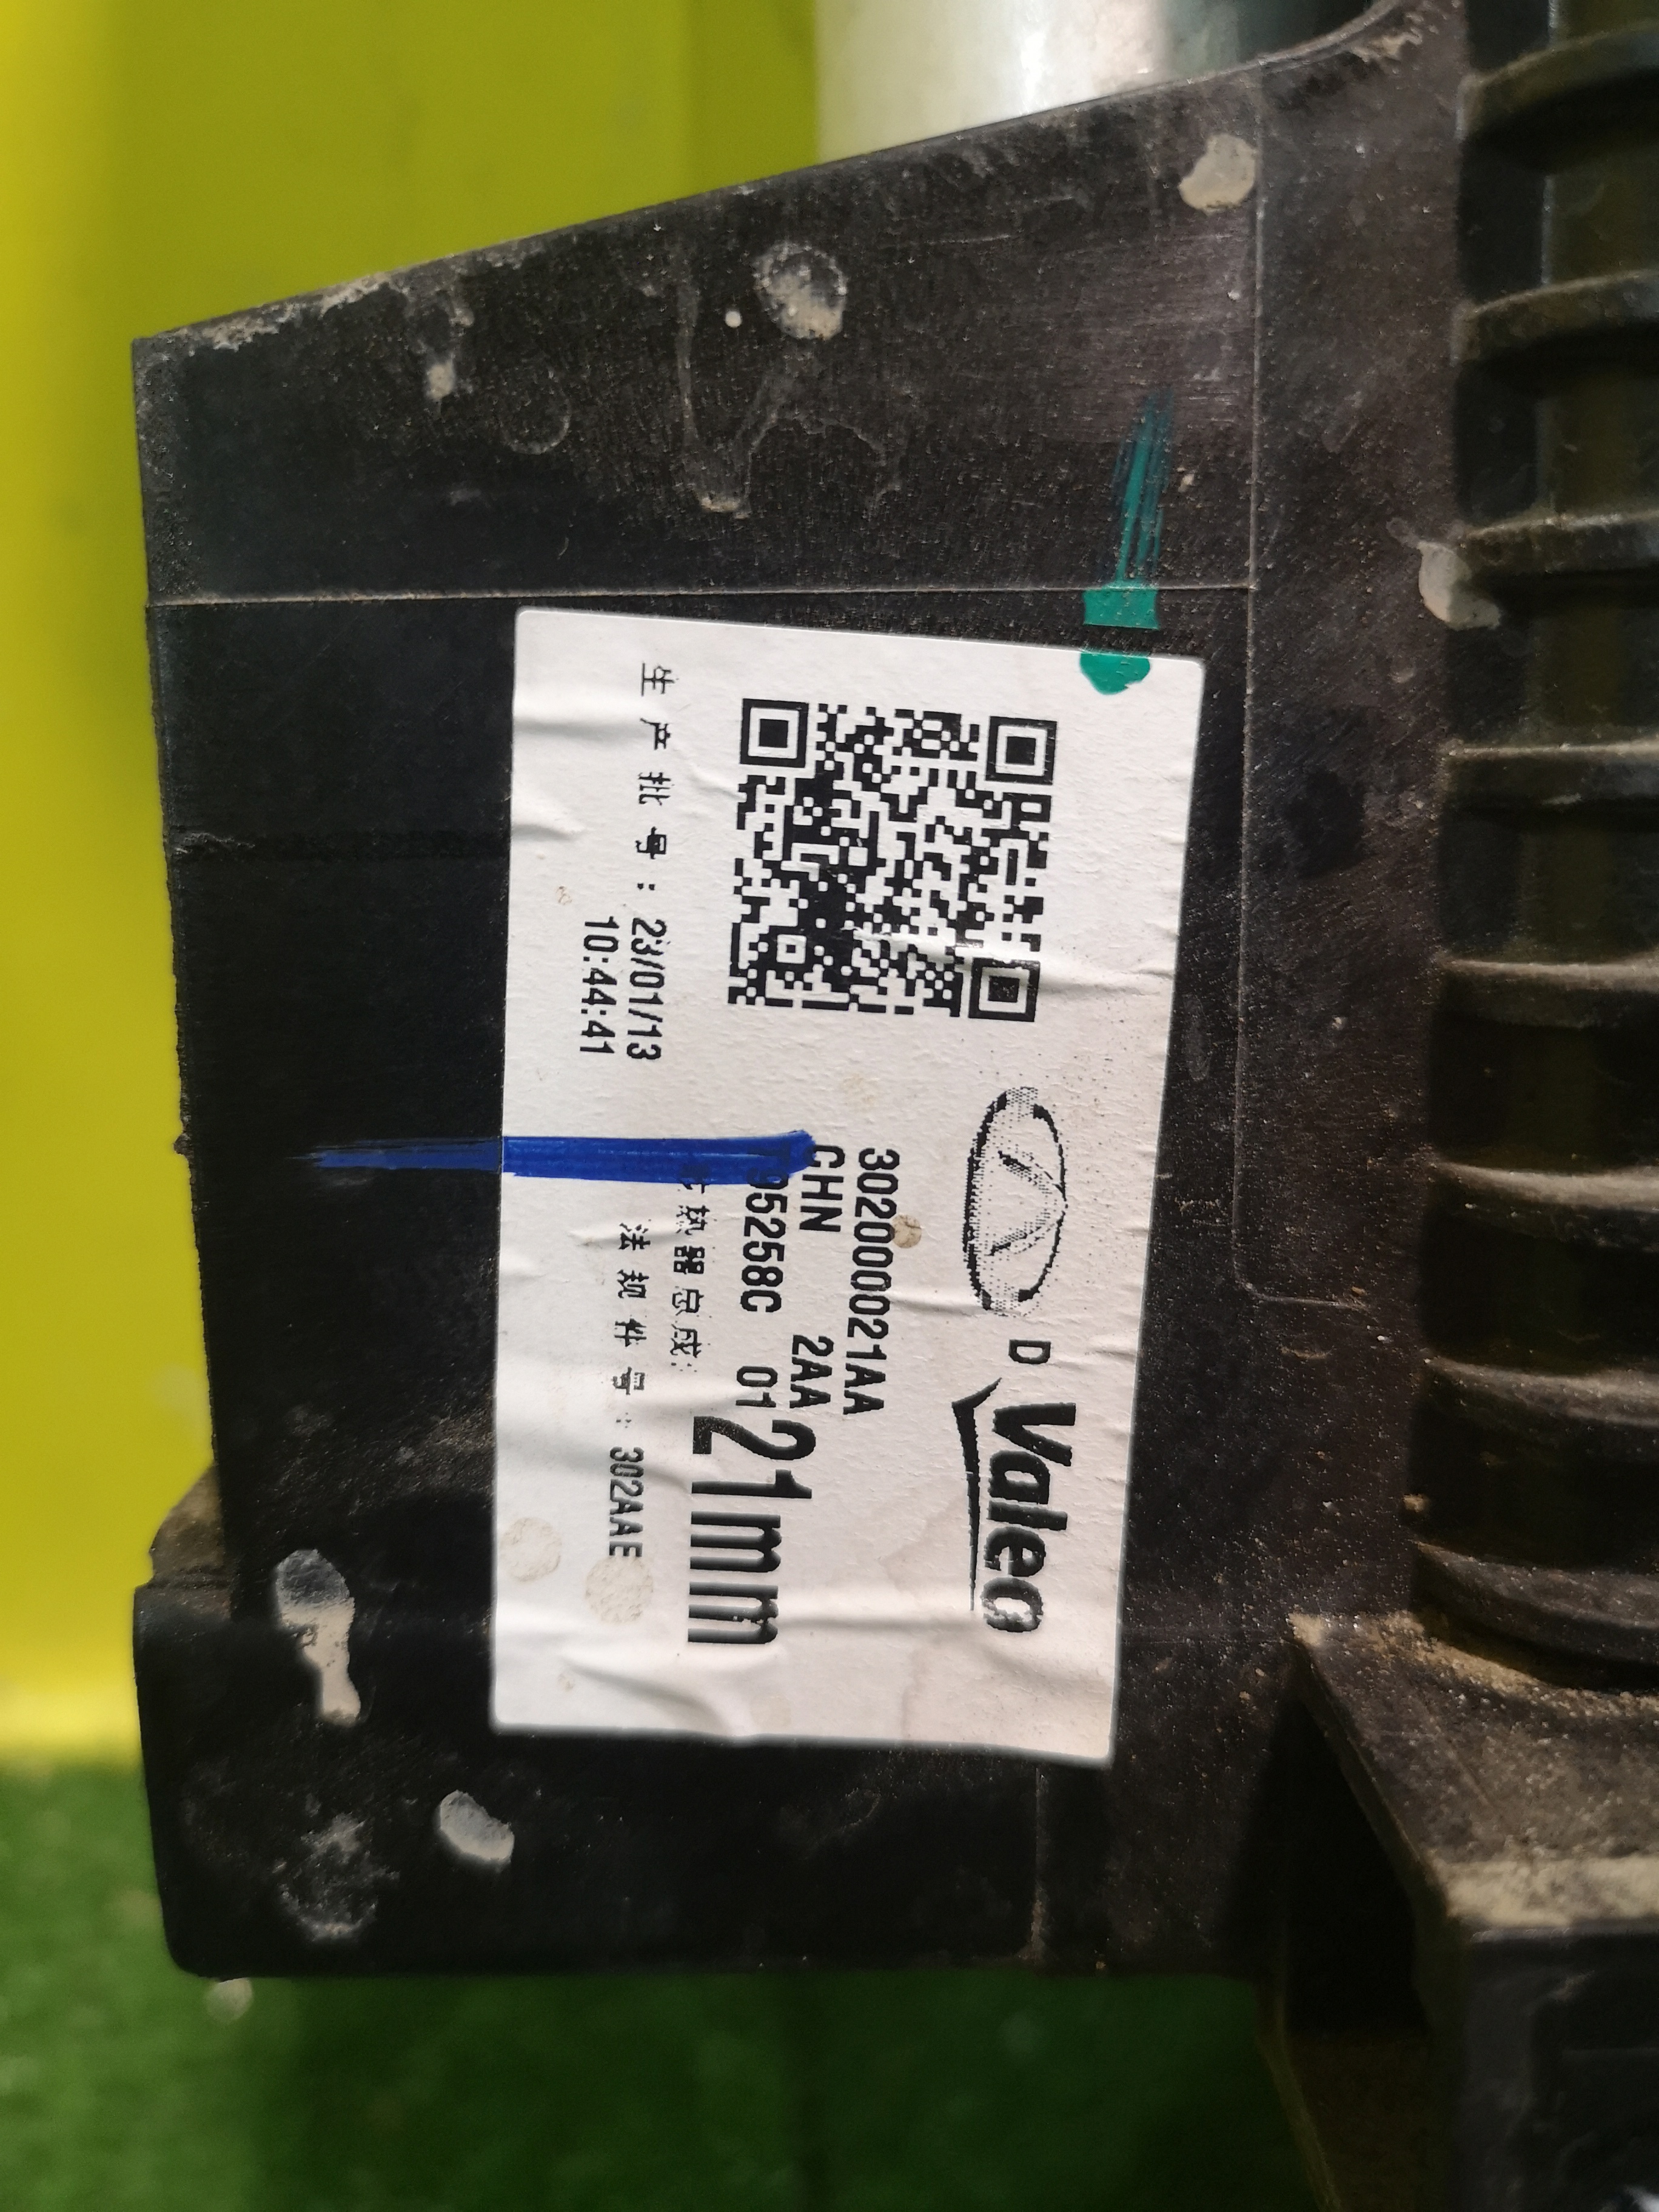 D Valeo
302000021AA
CHN 2AA
5258C 01
21mm
热器总成:
法规件号: 302AAE
生产批号: 23/01/13
10:44:41